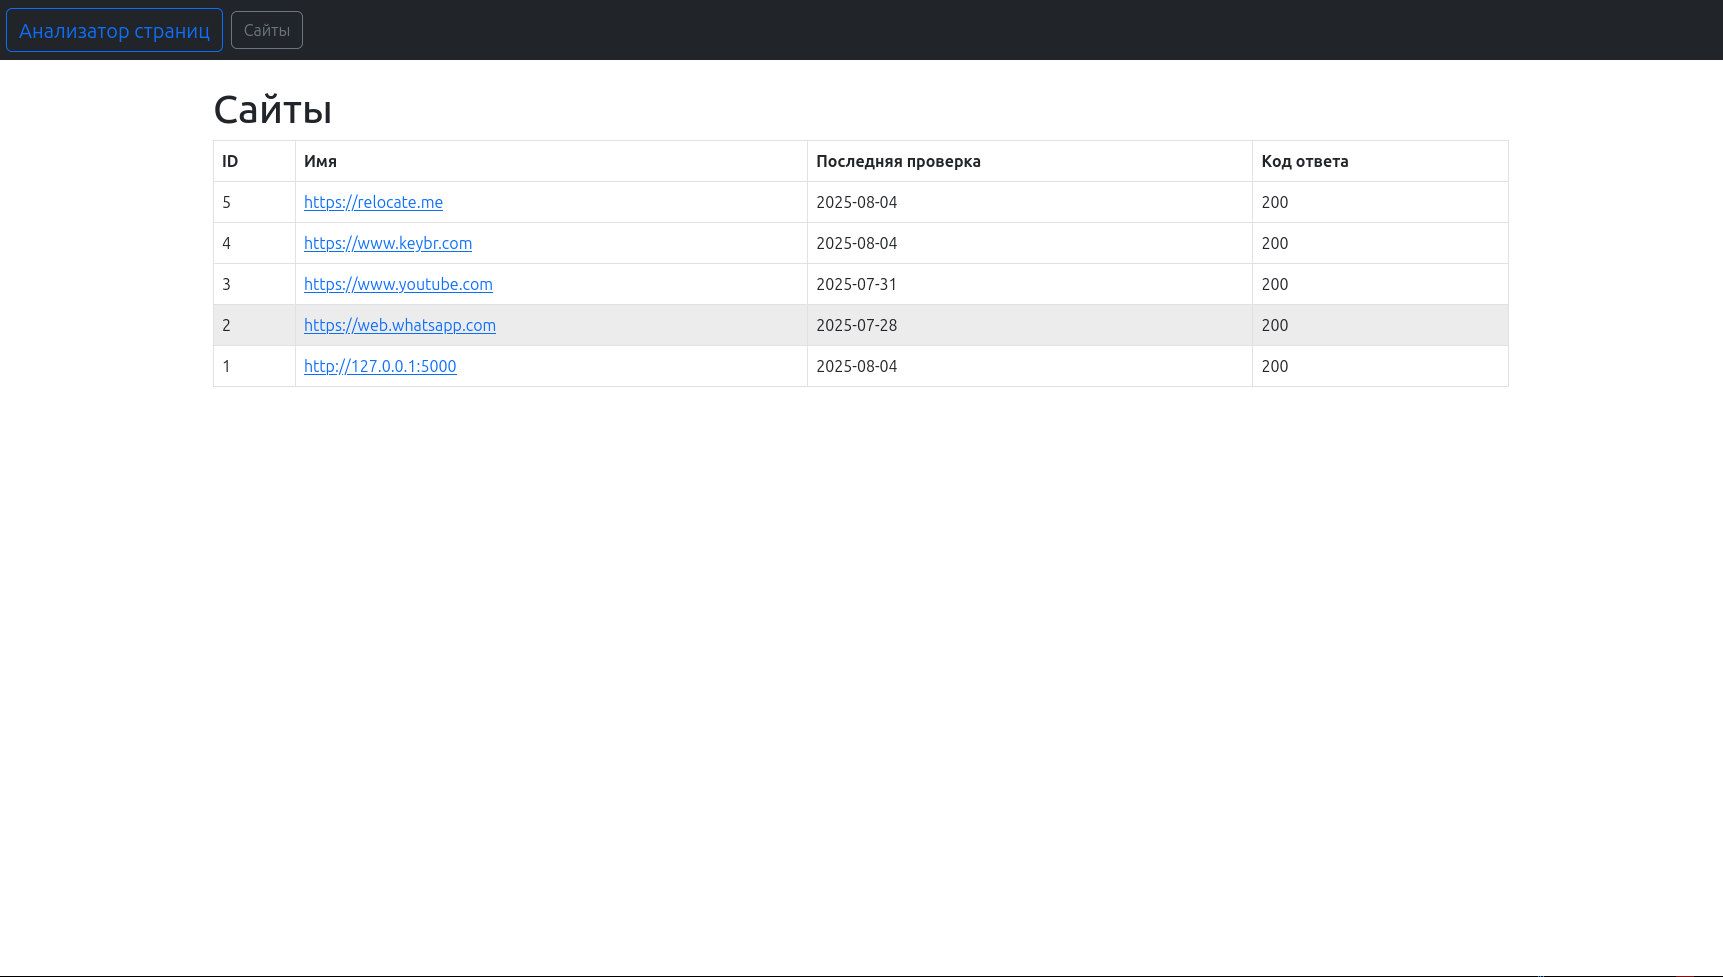 Анализатор страниц Сайты
Сайты
ID Имя Последняя проверка Код ответа
5 https://relocate.me 2025-08-04 200
4 https://www.keybr.com 2025-08-04 200
3 https://www.youtube.com 2025-07-31 200
2 https://web.whatsapp.com 2025-07-28 200
1 http://127.0.0.1:5000 2025-08-04 200